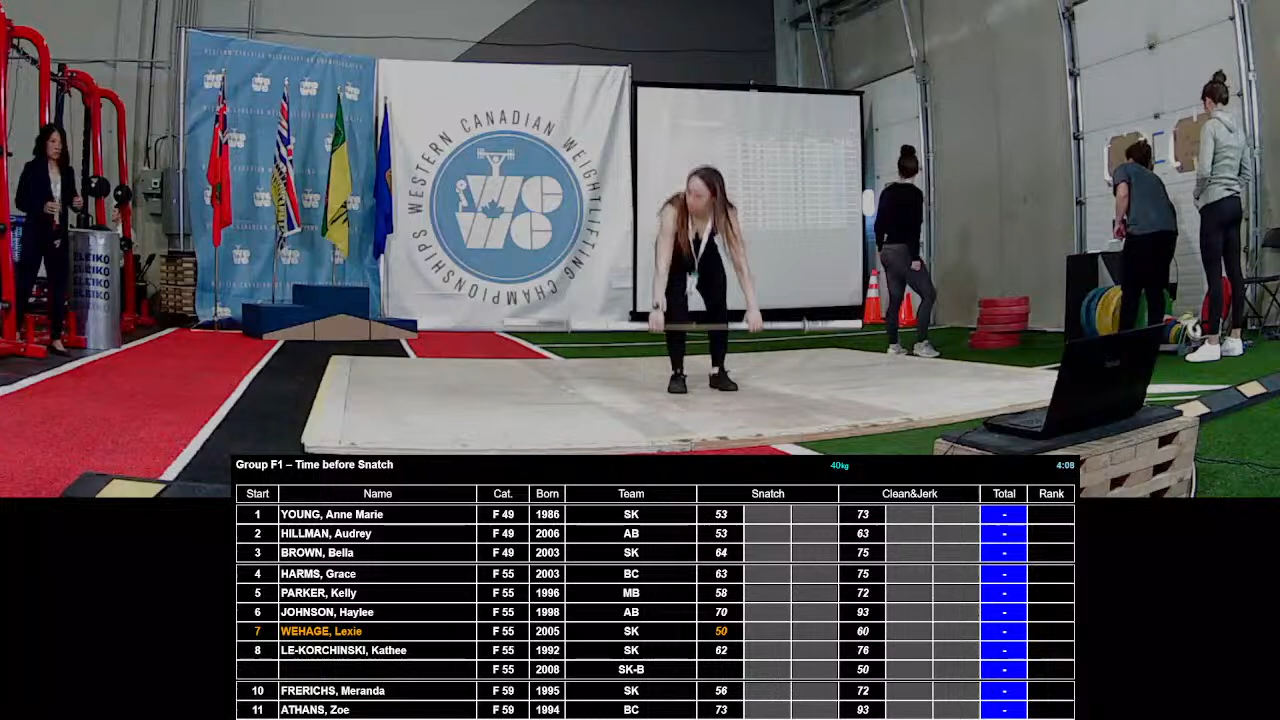 WESTERN CANADIAN WEIGHTLIFTING CHAMPIONSHIPS
WC
WC
ELEIKO
ELEIKO
ELEIKO
ELEIKO
Group F1 – Time before Snatch 40kg 4:08
Start Name Cat. Born Team Snatch Clean&Jerk Total Rank
1 YOUNG, Anne Marie F 49 1986 SK 53 73 -
2 HILLMAN, Audrey F 49 2006 AB 53 63 -
3 BROWN, Bella F 49 2003 SK 64 75 -
4 HARMS, Grace F 55 2003 BC 63 75 -
5 PARKER, Kelly F 55 1996 MB 58 72 -
6 JOHNSON, Haylee F 55 1998 AB 70 93 -
7 WEHAGE, Lexie F 55 2005 SK 50 60 -
8 LE-KORCHINSKI, Kathee F 55 1992 SK 62 76 -
F 55 2008 SK-B 50 -
10 FRERICHS, Meranda F 59 1995 SK 56 72 -
11 ATHANS, Zoe F 59 1994 BC 73 93 -